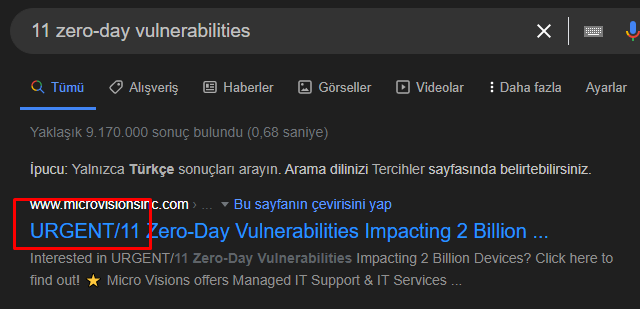 11 zero-day vulnerabilities
Tümü Alışveriş Haberler Görseller Videolar Daha fazla Ayarlar
Yaklaşık 9.170.000 sonuç bulundu (0,68 saniye)
İpucu: Yalnızca Türkçe sonuçları arayın. Arama dilinizi Tercihler sayfasında belirtebilirsiniz.
www.microvisionsinc.com › ... Bu sayfanın çevirisini yap
URGENT/11 Zero-Day Vulnerabilities Impacting 2 Billion ...
Interested in URGENT/11 Zero-Day Vulnerabilities Impacting 2 Billion Devices? Click here to
find out! ⭐ Micro Visions offers Managed IT Support & IT Services ...